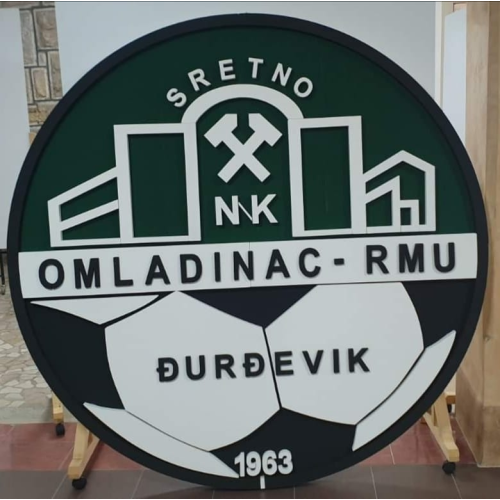 SRETNO
NK
OMLADINAC - RMU
ĐURĐEVIK
1963